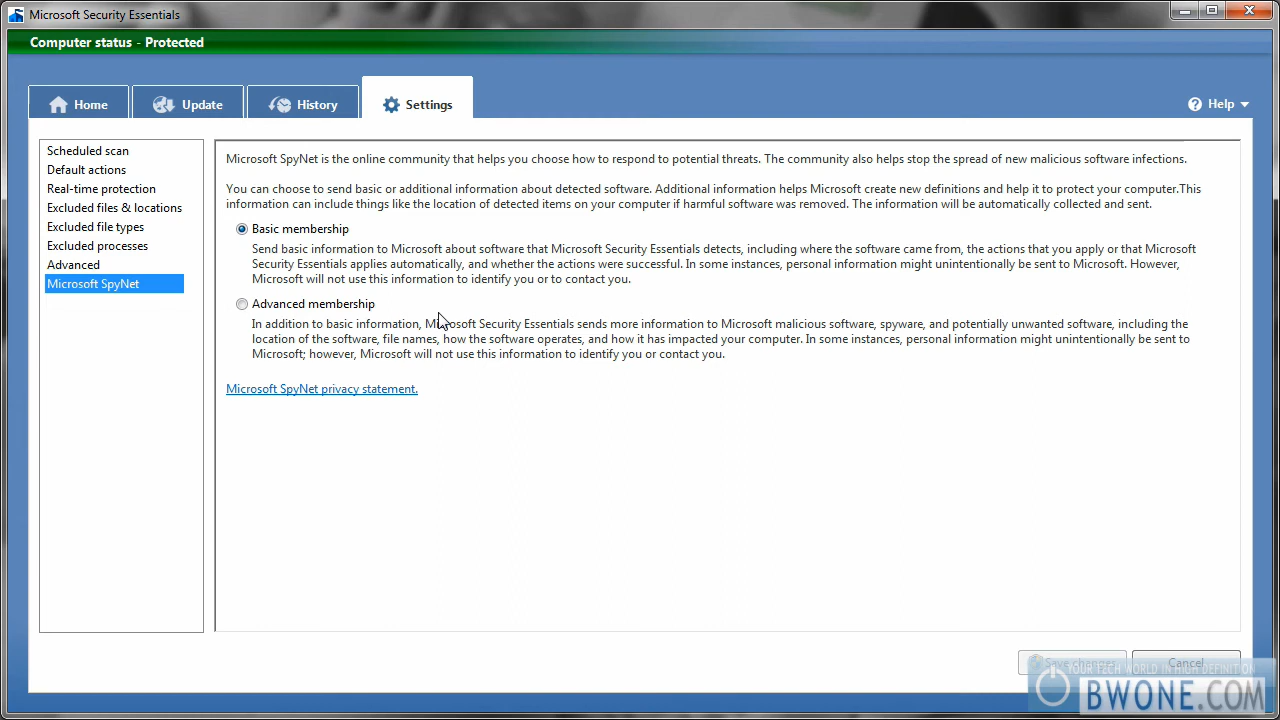 Microsoft Security Essentials
Computer status - Protected
Home
Update
History
Settings
Help
Scheduled scan
Default actions
Real-time protection
Excluded files & locations
Excluded file types
Excluded processes
Advanced
Microsoft SpyNet
Microsoft SpyNet is the online community that helps you choose how to respond to potential threats. The community also helps stop the spread of new malicious software infections.
You can choose to send basic or additional information about detected software. Additional information helps Microsoft create new definitions and help it to protect your computer.This
information can include things like the location of detected items on your computer if harmful software was removed. The information will be automatically collected and sent.
Basic membership
Send basic information to Microsoft about software that Microsoft Security Essentials detects, including where the software came from, the actions that you apply or that Microsoft
Security Essentials applies automatically, and whether the actions were successful. In some instances, personal information might unintentionally be sent to Microsoft. However,
Microsoft will not use this information to identify you or to contact you.
Advanced membership
In addition to basic information, Microsoft Security Essentials sends more information to Microsoft malicious software, spyware, and potentially unwanted software, including the
location of the software, file names, how the software operates, and how it has impacted your computer. In some instances, personal information might unintentionally be sent to
Microsoft; however, Microsoft will not use this information to identify you or contact you.
Microsoft SpyNet privacy statement.
Save changes
Cancel
YOUR TECH WORLD IN HIGH DEFINITION
BWONE.COM